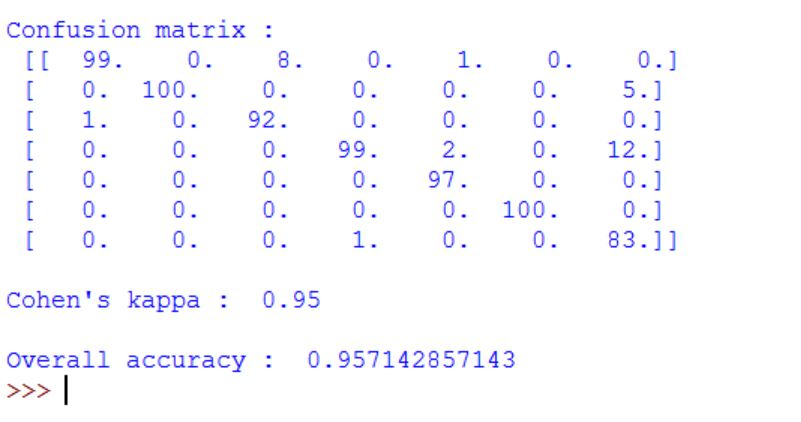 Confusion matrix :
[[ 99. 0. 8. 0. 1. 0. 0.]
[ 0. 100. 0. 0. 0. 0. 5.]
[ 1. 0. 92. 0. 0. 0. 0.]
[ 0. 0. 0. 99. 2. 0. 12.]
[ 0. 0. 0. 0. 97. 0. 0.]
[ 0. 0. 0. 0. 0. 100. 0.]
[ 0. 0. 0. 1. 0. 0. 83.]]
Cohen's kappa : 0.95
Overall accuracy : 0.957142857143
>>>